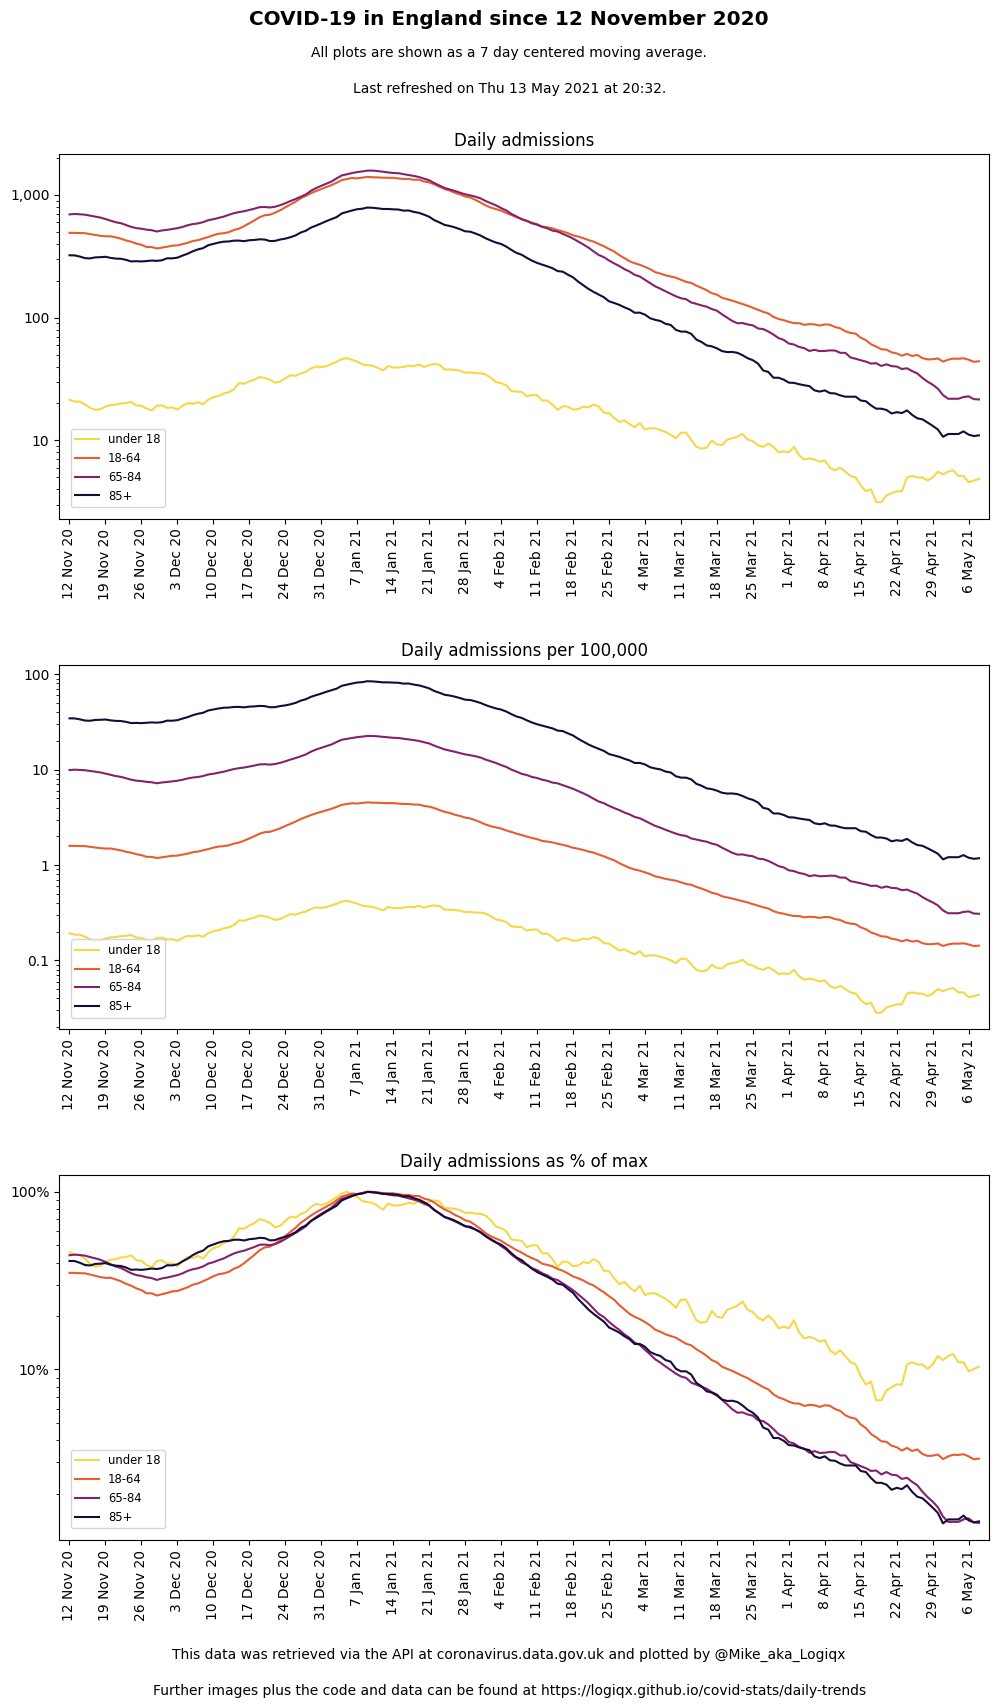 COVID-19 in England since 12 November 2020
All plots are shown as a 7 day centered moving average.
Last refreshed on Thu 13 May 2021 at 20:32.
Daily admissions
1,000
100
10
under 18
18-64
65-84
85+
12 Nov 20
19 Nov 20
26 Nov 20
3 Dec 20
10 Dec 20
17 Dec 20
24 Dec 20
31 Dec 20
7 Jan 21
14 Jan 21
21 Jan 21
28 Jan 21
4 Feb 21
11 Feb 21
18 Feb 21
25 Feb 21
4 Mar 21
11 Mar 21
18 Mar 21
25 Mar 21
1 Apr 21
8 Apr 21
15 Apr 21
22 Apr 21
29 Apr 21
6 May 21
Daily admissions per 100,000
100
10
1
0.1
under 18
18-64
65-84
85+
12 Nov 20
19 Nov 20
26 Nov 20
3 Dec 20
10 Dec 20
17 Dec 20
24 Dec 20
31 Dec 20
7 Jan 21
14 Jan 21
21 Jan 21
28 Jan 21
4 Feb 21
11 Feb 21
18 Feb 21
25 Feb 21
4 Mar 21
11 Mar 21
18 Mar 21
25 Mar 21
1 Apr 21
8 Apr 21
15 Apr 21
22 Apr 21
29 Apr 21
6 May 21
Daily admissions as % of max
100%
10%
under 18
18-64
65-84
85+
12 Nov 20
19 Nov 20
26 Nov 20
3 Dec 20
10 Dec 20
17 Dec 20
24 Dec 20
31 Dec 20
7 Jan 21
14 Jan 21
21 Jan 21
28 Jan 21
4 Feb 21
11 Feb 21
18 Feb 21
25 Feb 21
4 Mar 21
11 Mar 21
18 Mar 21
25 Mar 21
1 Apr 21
8 Apr 21
15 Apr 21
22 Apr 21
29 Apr 21
6 May 21
This data was retrieved via the API at coronavirus.data.gov.uk and plotted by @Mike_aka_Logiqx
Further images plus the code and data can be found at https://logiqx.github.io/covid-stats/daily-trends